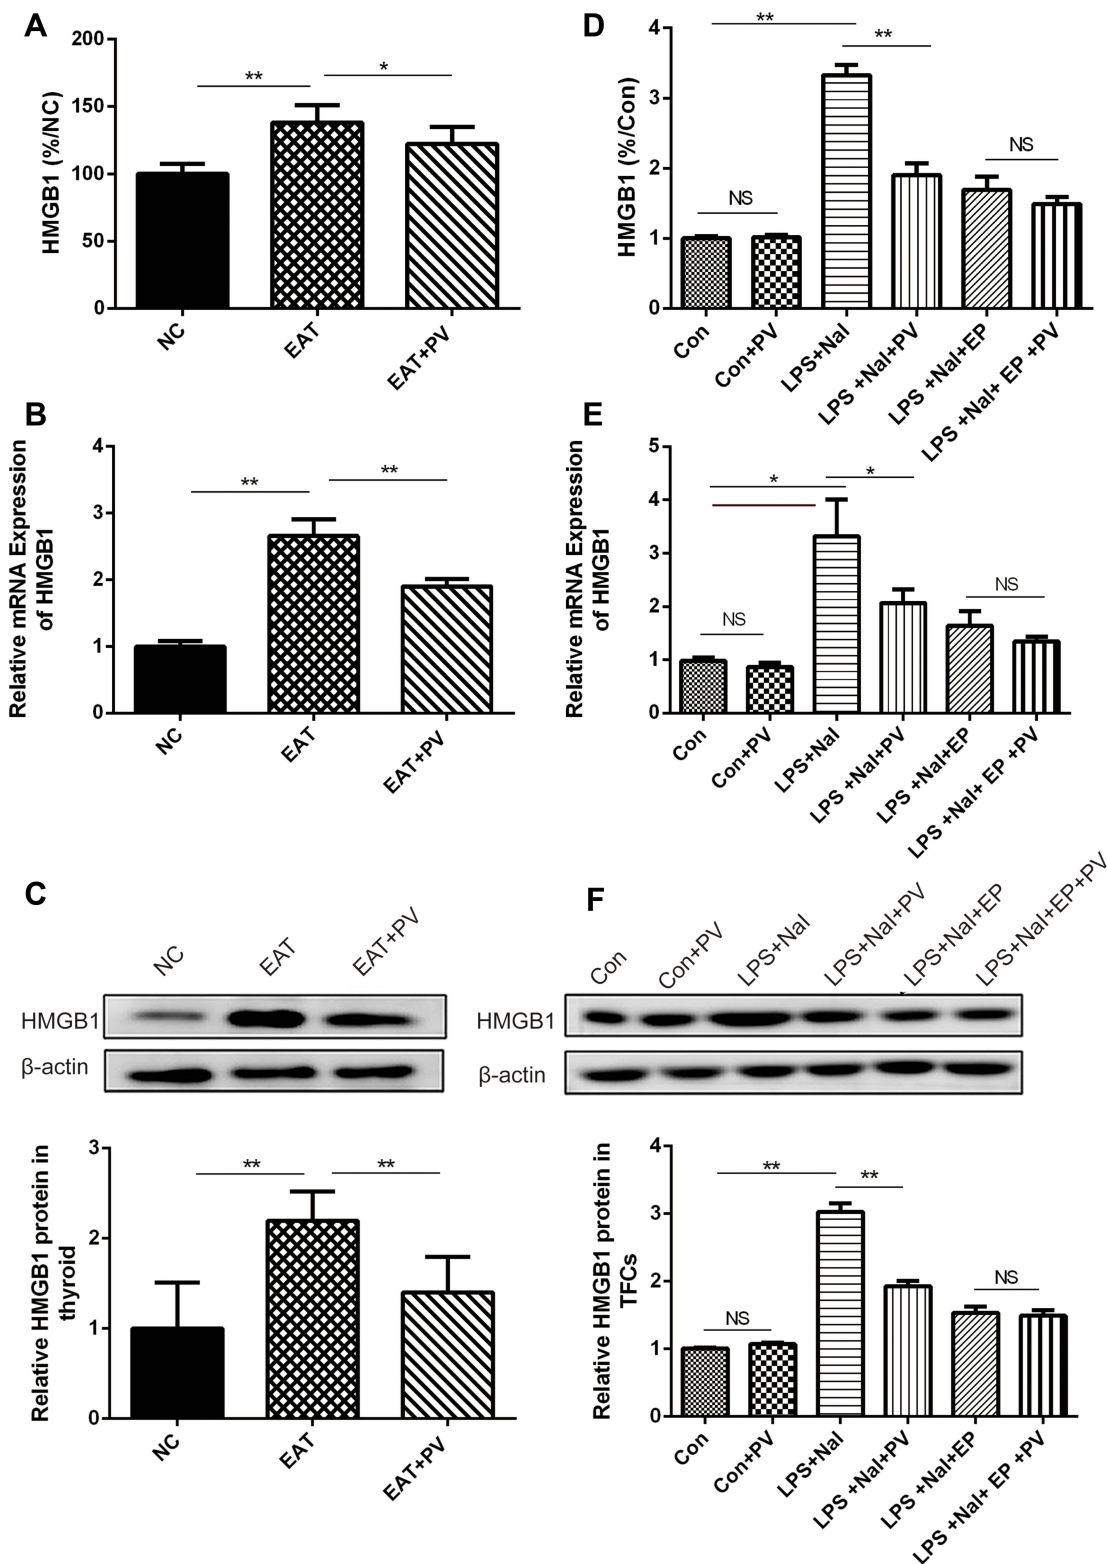 A
HMGB1 (%/NC)
200
150
100
50
0
**
*
NC
EAT
EAT+PV
D
HMGB1 (%/Con)
4
3
2
1
0
**
**
NS
NS
Con
Con+PV
LPS+Nal
LPS +Nal+PV
LPS +Nal+EP
LPS +Nal+ EP +PV
B
Relative mRNA Expression
of HMGB1
4
3
2
1
0
**
**
NC
EAT
EAT+PV
E
Relative mRNA Expression
of HMGB1
5
4
3
2
1
0
*
*
NS
NS
Con
Con+PV
LPS+Nal
LPS +Nal+PV
LPS +Nal+EP
LPS +Nal+ EP +PV
C
NC
EAT
EAT+PV
HMGB1
β-actin
Relative HMGB1 protein in
thyroid
3
2
1
0
**
**
NC
EAT
EAT+PV
F
Con
Con+PV
LPS+Nal
LPS+Nal+PV
LPS+Nal+EP
LPS+Nal+EP+PV
HMGB1
β-actin
Relative HMGB1 protein in
TFCs
4
3
2
1
0
**
**
NS
NS
Con
Con+PV
LPS+Nal
LPS +Nal+PV
LPS +Nal+EP
LPS +Nal+ EP +PV